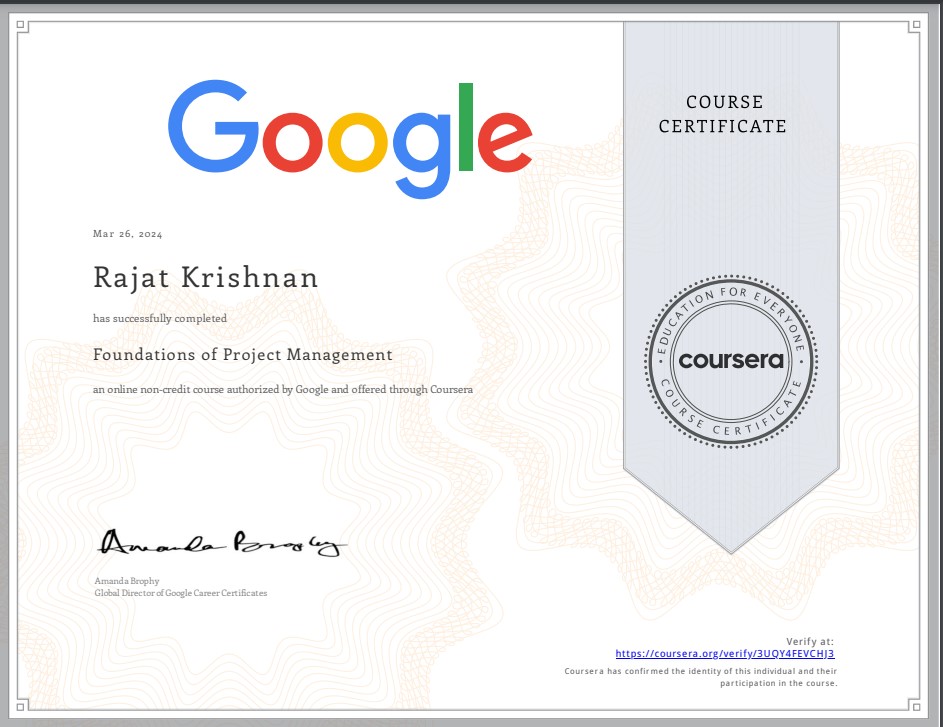 Google
COURSE
CERTIFICATE
Mar 26, 2024
Rajat Krishnan
has successfully completed
Foundations of Project Management
an online non-credit course authorized by Google and offered through Coursera
EDUCATION FOR EVERYONE
coursera
COURSE CERTIFICATE
Amanda Brophy
Amanda Brophy
Global Director of Google Career Certificates
Verify at:
https://coursera.org/verify/3UQY4FEVCHJ3
Coursera has confirmed the identity of this individual and their
participation in the course.